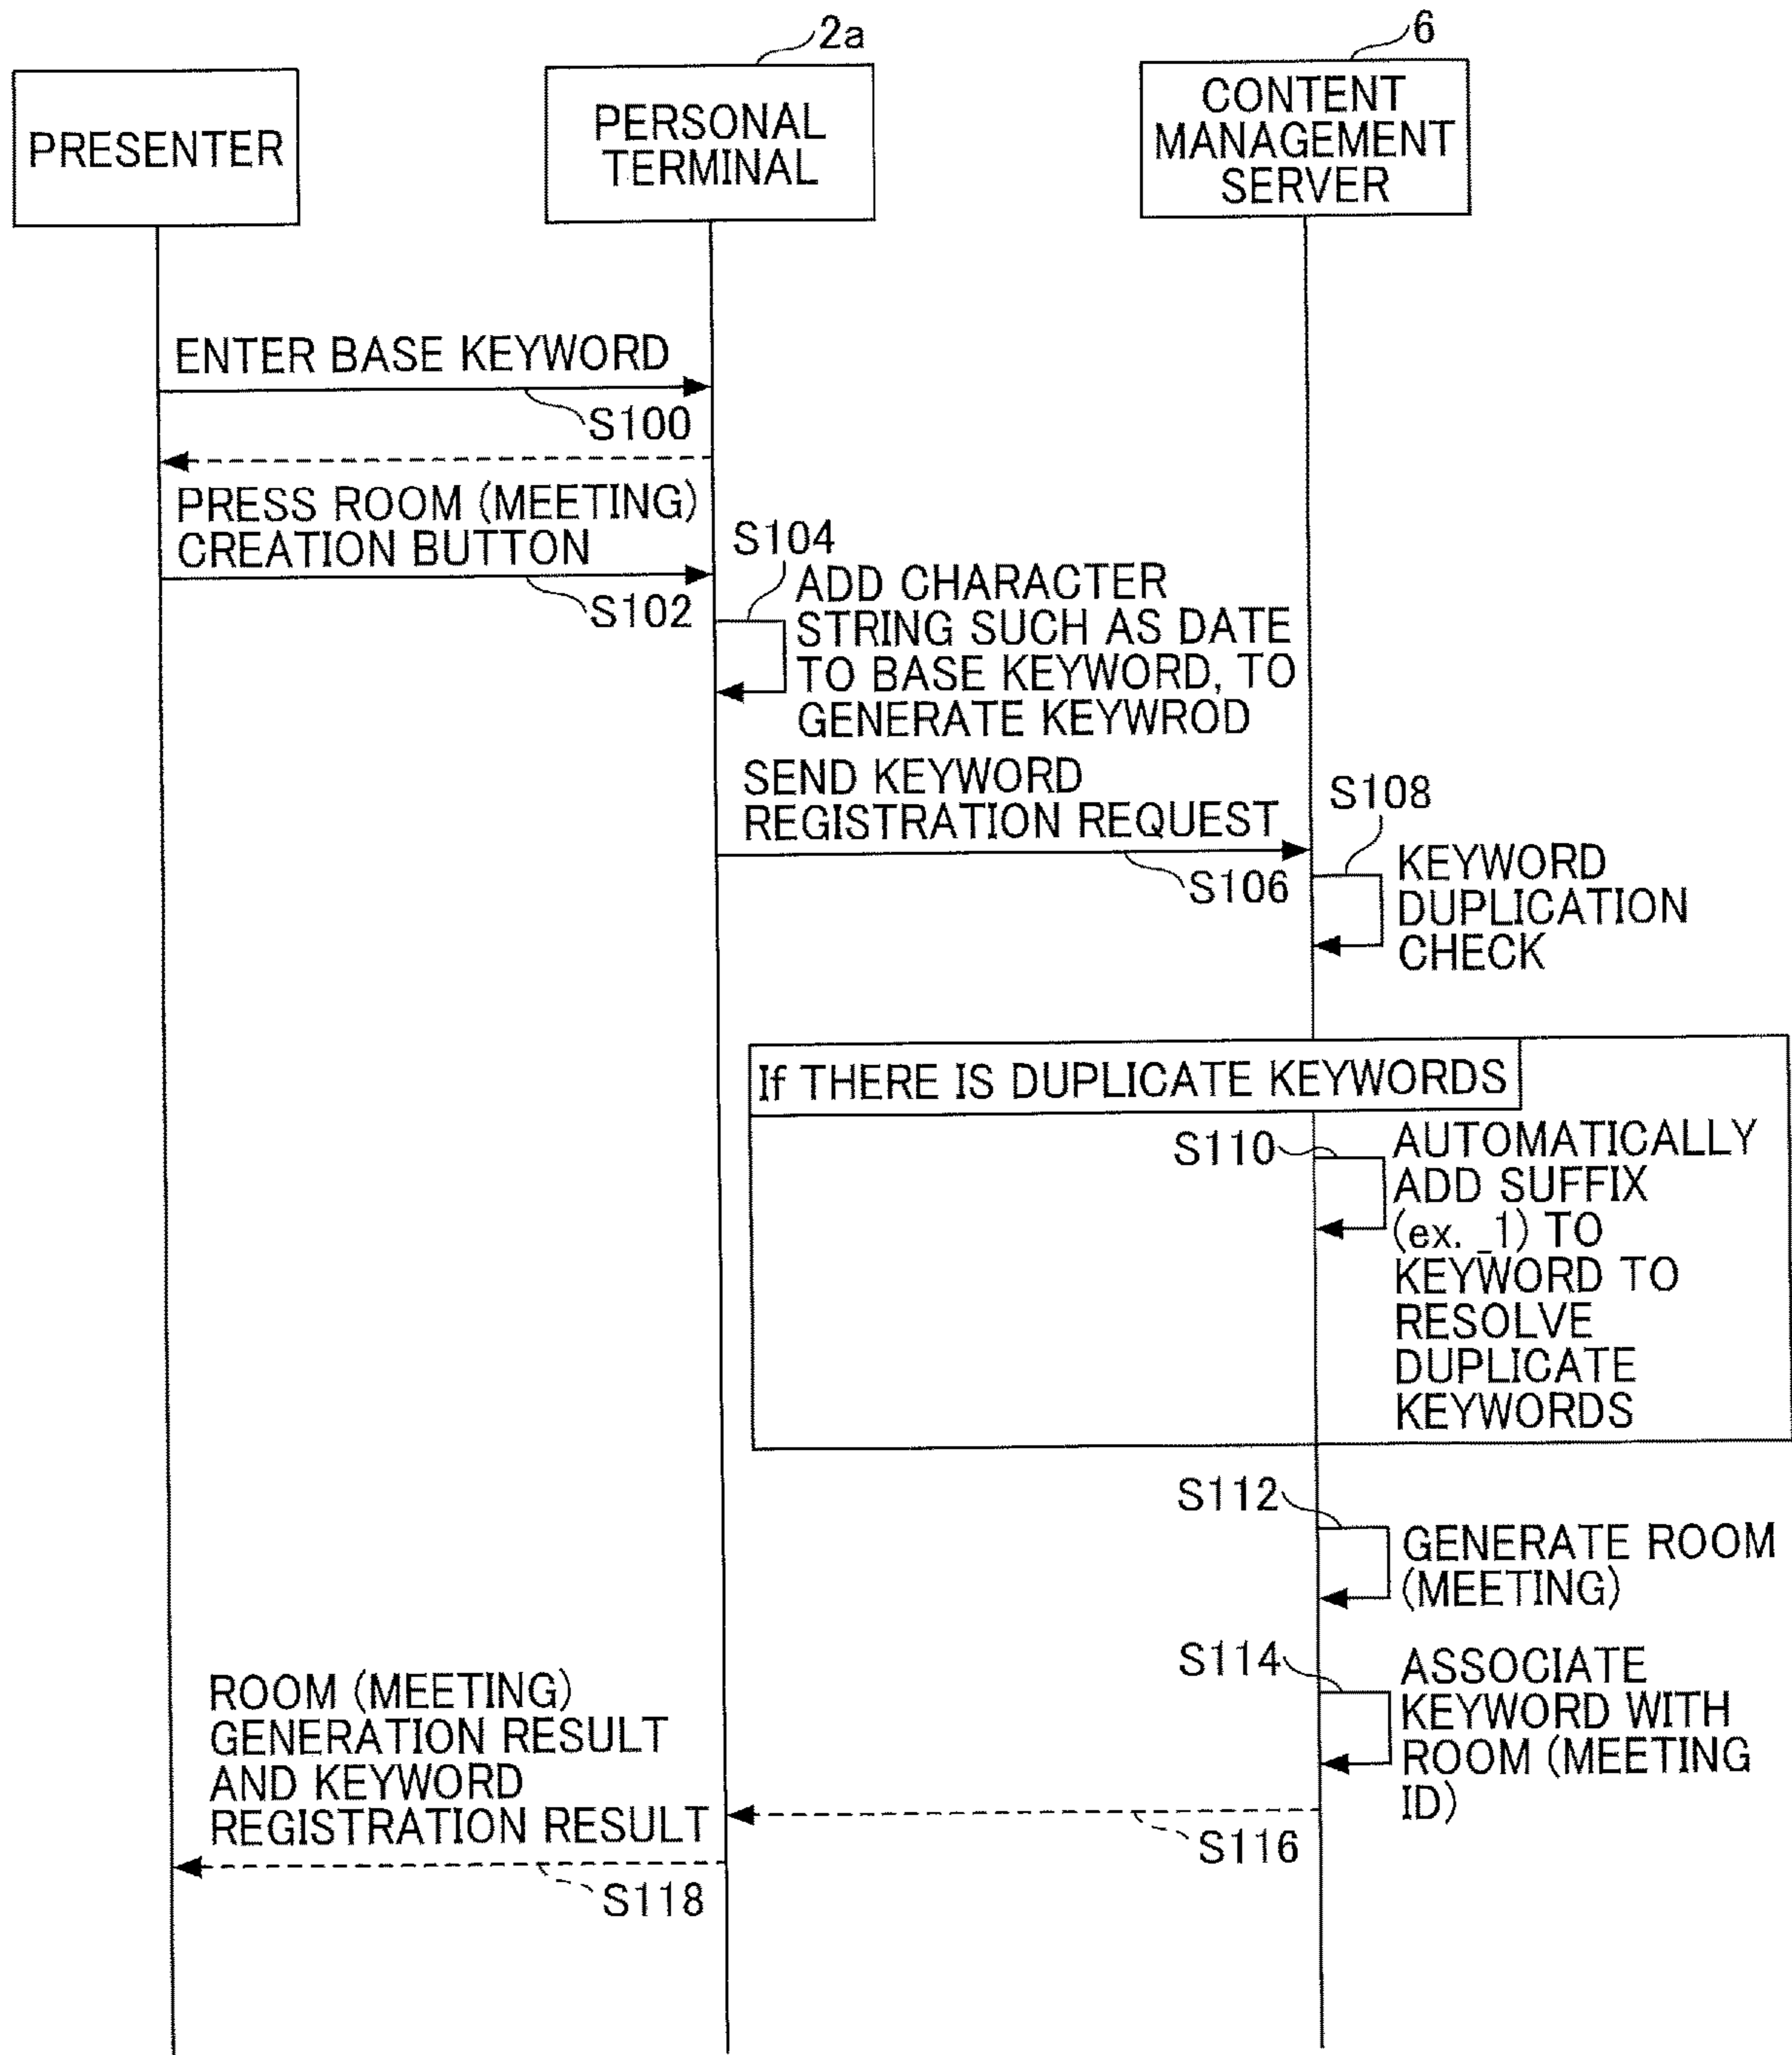 2a
6
PRESENTER
PERSONAL
TERMINAL
CONTENT
MANAGEMENT
SERVER
ENTER BASE KEYWORD
S100
PRESS ROOM (MEETING)
CREATION BUTTON
S102
S104
ADD CHARACTER
STRING SUCH AS DATE
TO BASE KEYWORD, TO
GENERATE KEYWROD
SEND KEYWORD
REGISTRATION REQUEST
S106
S108
KEYWORD
DUPLICATION
CHECK
If THERE IS DUPLICATE KEYWORDS
S110
AUTOMATICALLY
ADD SUFFIX
(ex. _1) TO
KEYWORD TO
RESOLVE
DUPLICATE
KEYWORDS
S112
GENERATE ROOM
(MEETING)
S114
ASSOCIATE
KEYWORD WITH
ROOM (MEETING
ID)
S116
ROOM (MEETING)
GENERATION RESULT
AND KEYWORD
REGISTRATION RESULT
S118